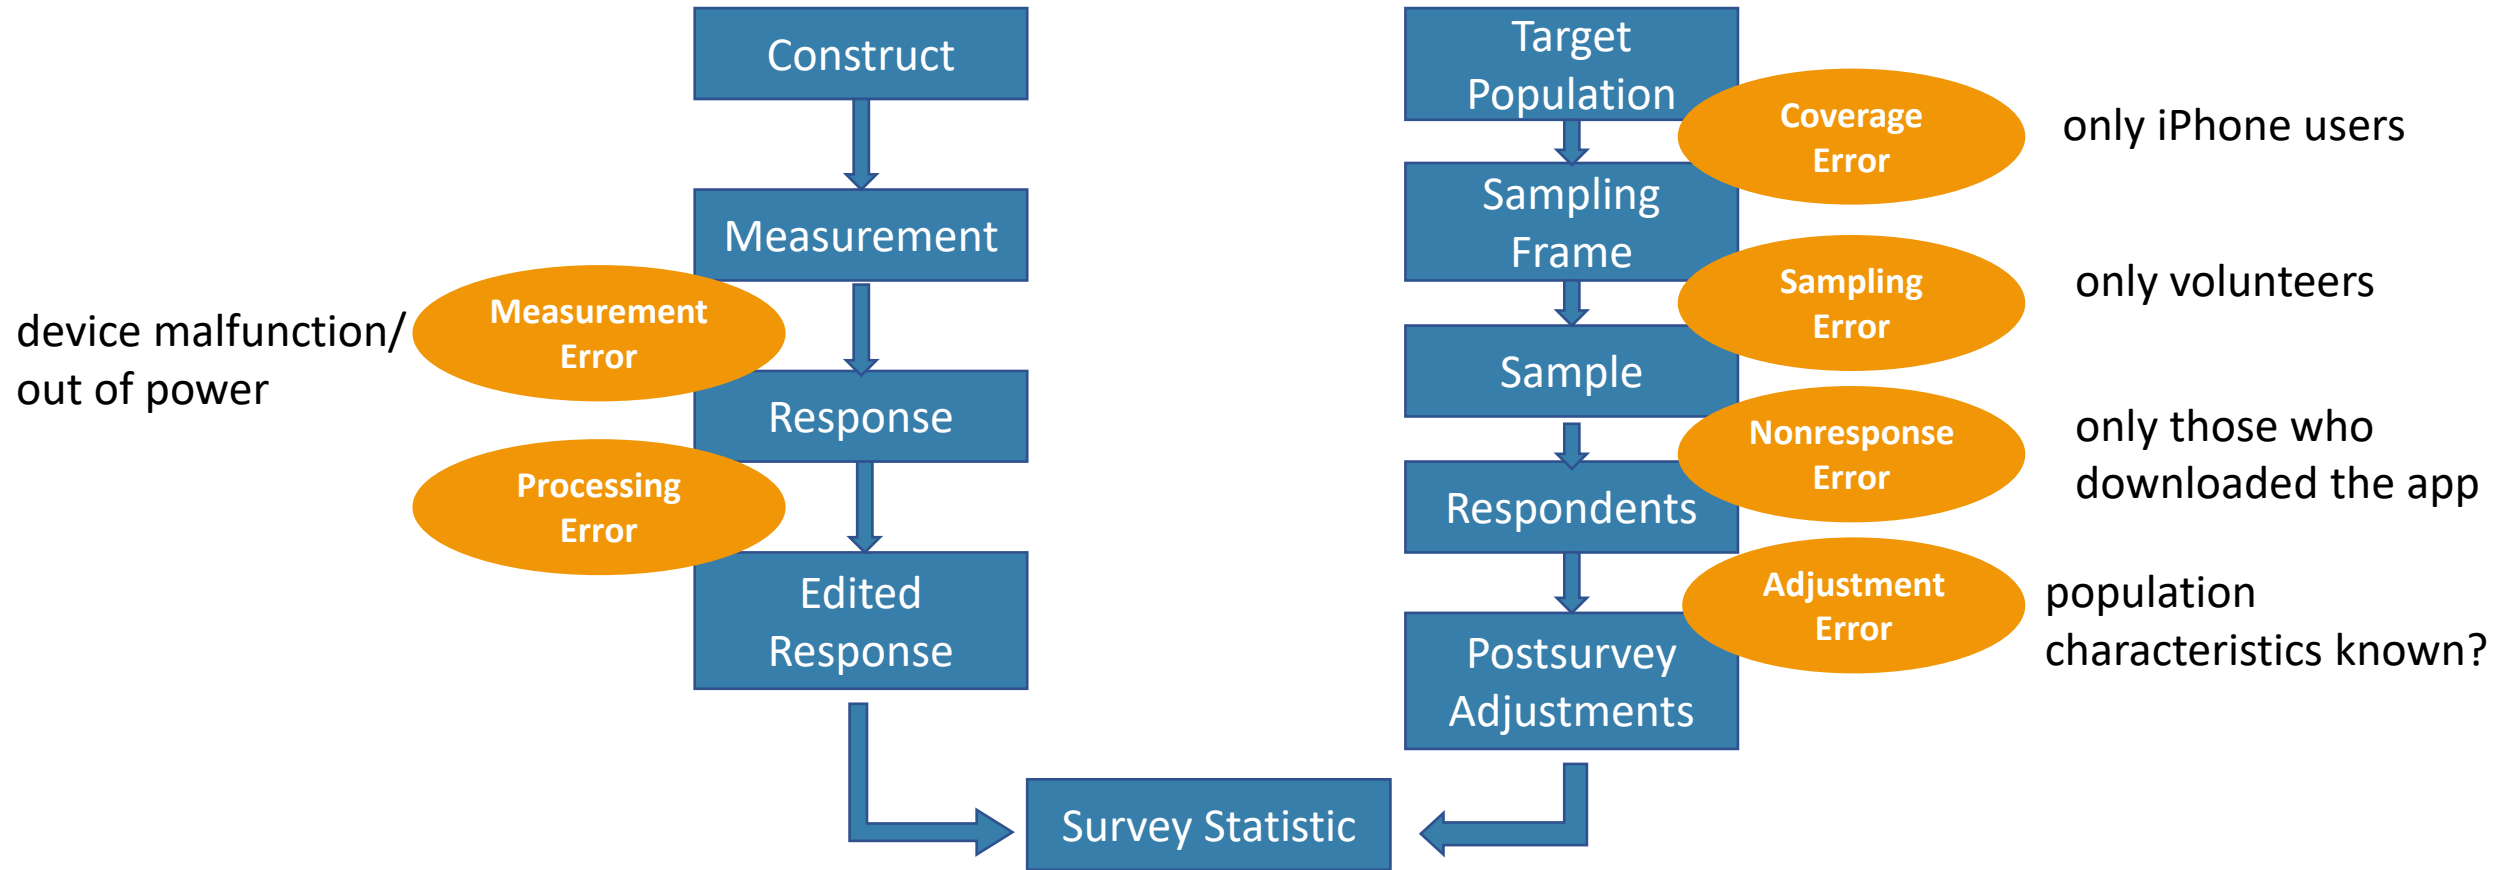 Construct
Measurement
Measurement
Error
device malfunction/
out of power
Response
Processing
Error
Edited
Response
Target
Population
Coverage
Error
only iPhone users
Sampling
Frame
Sampling
Error
only volunteers
Sample
Nonresponse
Error
only those who
downloaded the app
Respondents
Adjustment
Error
population
characteristics known?
Postsurvey
Adjustments
Survey Statistic